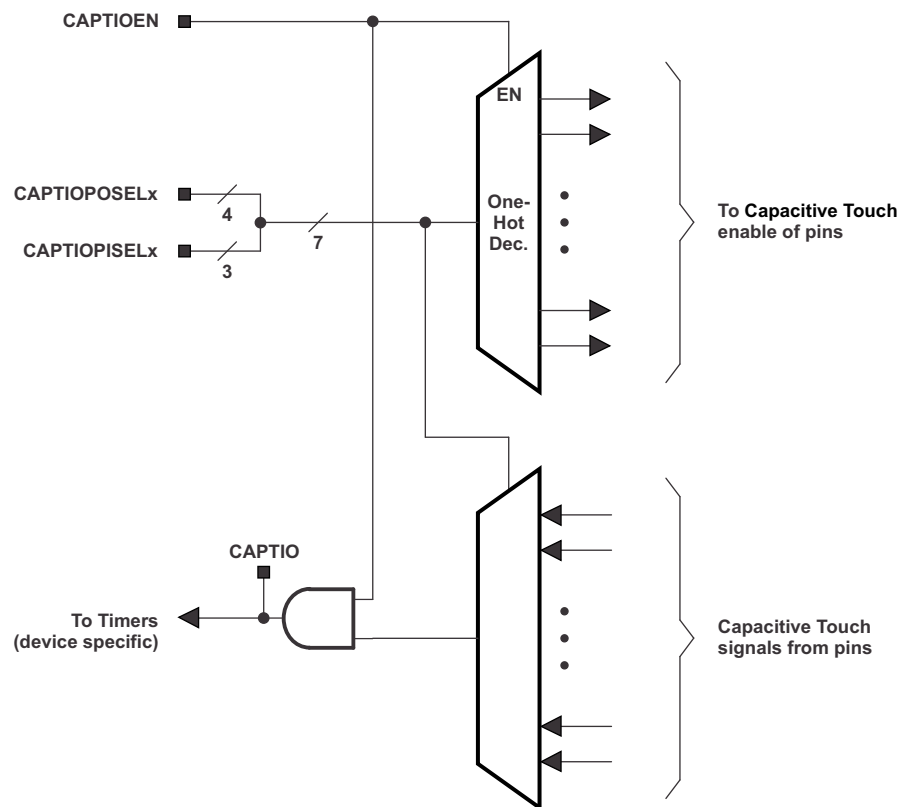 CAPTIOEN
EN
CAPTIOPOSELx
4
CAPTIOPISELx
3
7
One-
Hot
Dec.
To Capacitive Touch
enable of pins
CAPTIO
To Timers
(device specific)
Capacitive Touch
signals from pins